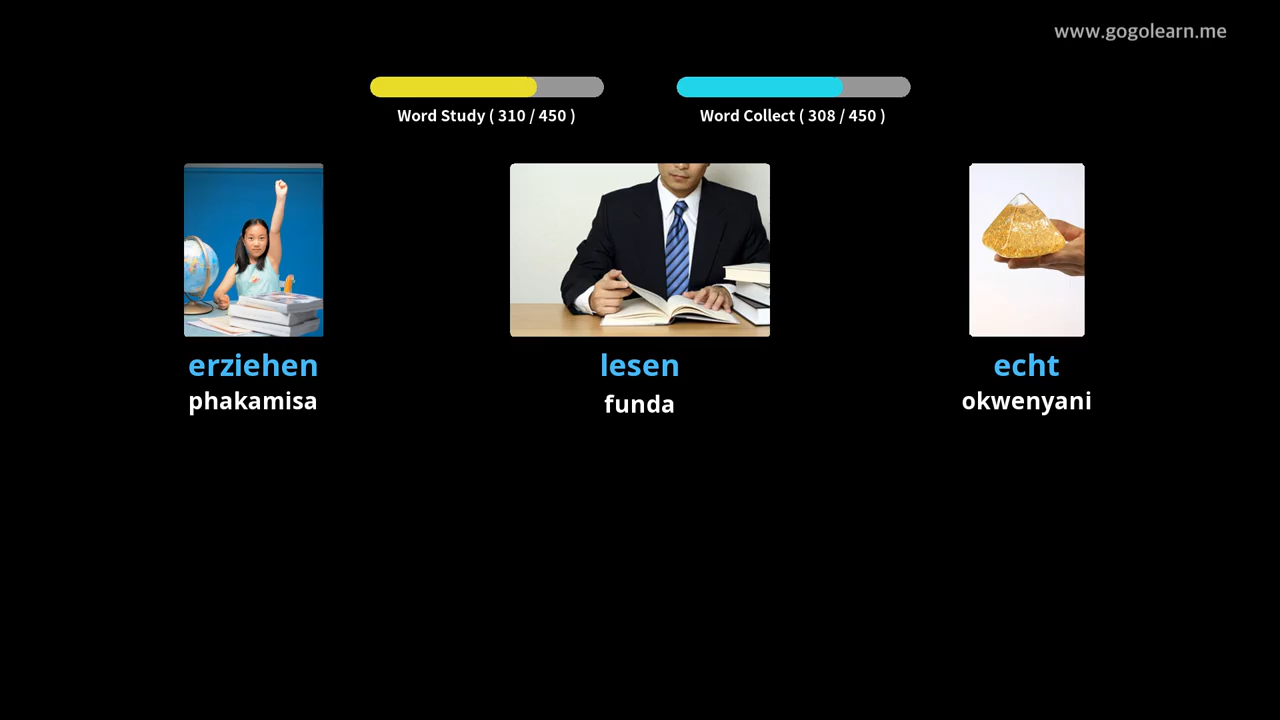 www.gogolearn.me
Word Study ( 310 / 450 )
Word Collect ( 308 / 450 )
erziehen
phakamisa
lesen
funda
echt
okwenyani